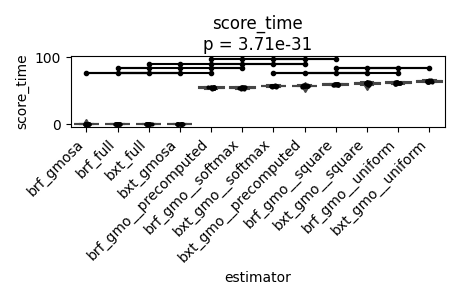 score_time
p = 3.71e-31
score_time
100
0
brf_gmosa
brf_full
bxt_full
bxt_gmosa
brf_gmo__precomputed
brf_gmo__softmax
bxt_gmo__softmax
bxt_gmo__precomputed
brf_gmo__square
bxt_gmo__square
brf_gmo__uniform
bxt_gmo__uniform
estimator